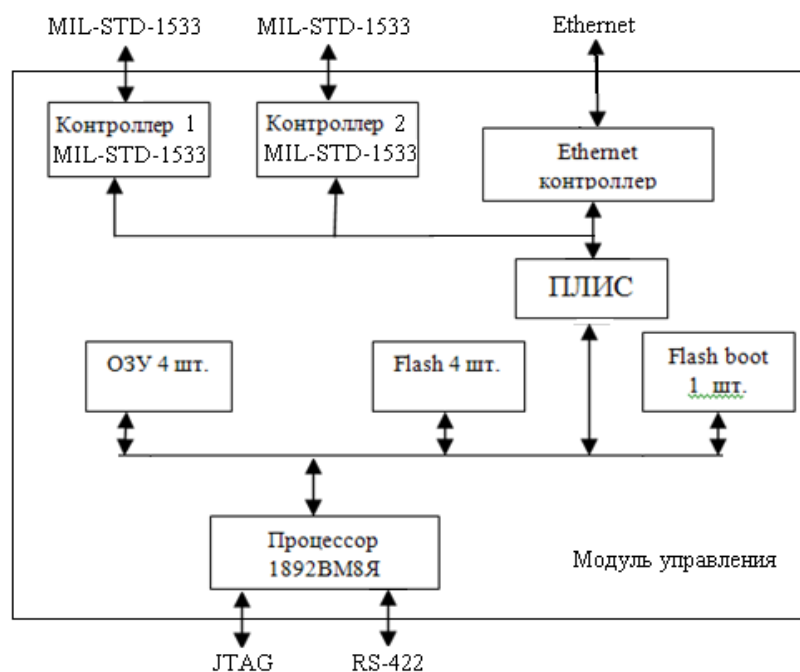 MIL-STD-1533
MIL-STD-1533
Ethernet
Контроллер 1
MIL-STD-1533
Контроллер 2
MIL-STD-1533
Ethernet
контроллер
ПЛИС
ОЗУ 4 шт.
Flash 4 шт.
Flash boot
1 шт.
Процессор
1892ВМ8Я
Модуль управления
JTAG
RS-422